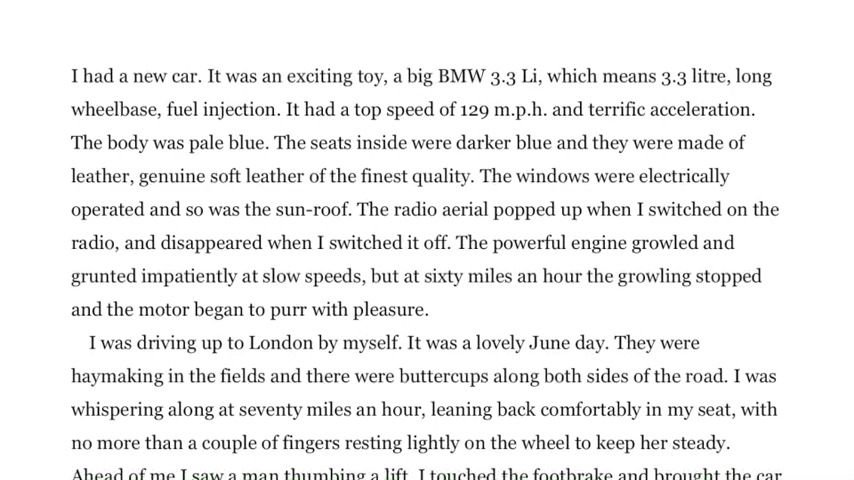 I had a new car. It was an exciting toy, a big BMW 3.3 Li, which means 3.3 litre, long
wheelbase, fuel injection. It had a top speed of 129 m.p.h. and terrific acceleration.
The body was pale blue. The seats inside were darker blue and they were made of
leather, genuine soft leather of the finest quality. The windows were electrically
operated and so was the sun-roof. The radio aerial popped up when I switched on the
radio, and disappeared when I switched it off. The powerful engine growled and
grunted impatiently at slow speeds, but at sixty miles an hour the growling stopped
and the motor began to purr with pleasure.
I was driving up to London by myself. It was a lovely June day. They were
haymaking in the fields and there were buttercups along both sides of the road. I was
whispering along at seventy miles an hour, leaning back comfortably in my seat, with
no more than a couple of fingers resting lightly on the wheel to keep her steady.
Ahead of me I saw a man thumbing a lift. I touched the footbrake and brought the car